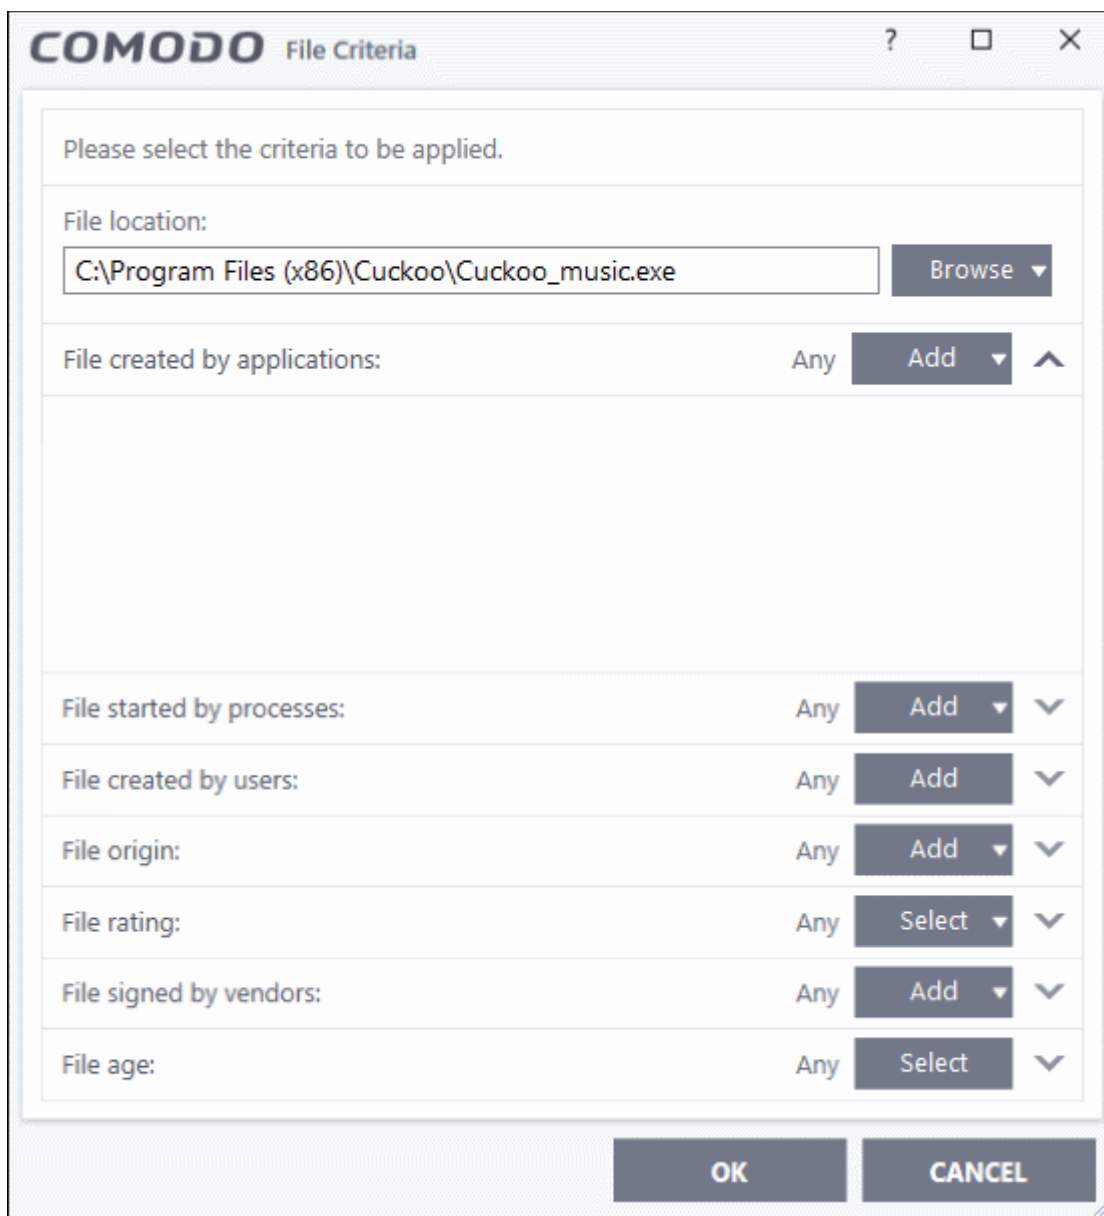 COMODO File Criteria ?
Please select the criteria to be applied.
File location:
C:\Program Files (x86)\Cuckoo\Cuckoo_music.exe Browse
File created by applications: Any Add
File started by processes: Any Add
File created by users: Any Add
File origin: Any Add
File rating: Any Select
File signed by vendors: Any Add
File age: Any Select
OK CANCEL